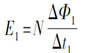 E₁ = N ΔΦ₁ / Δt₁